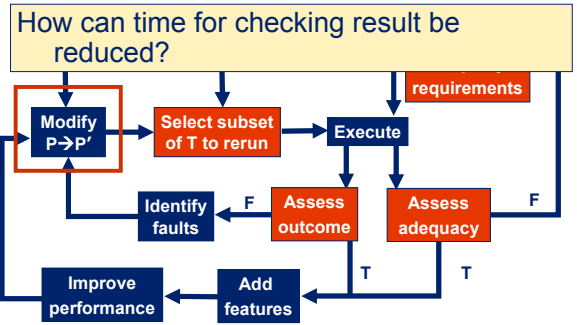 How can time for checking result be
reduced?
requirements
Modify
P→P′
Select subset
of T to rerun
Execute
Identify
faults
F
Assess
outcome
Assess
adequacy
F
T
T
Improve
performance
Add
features